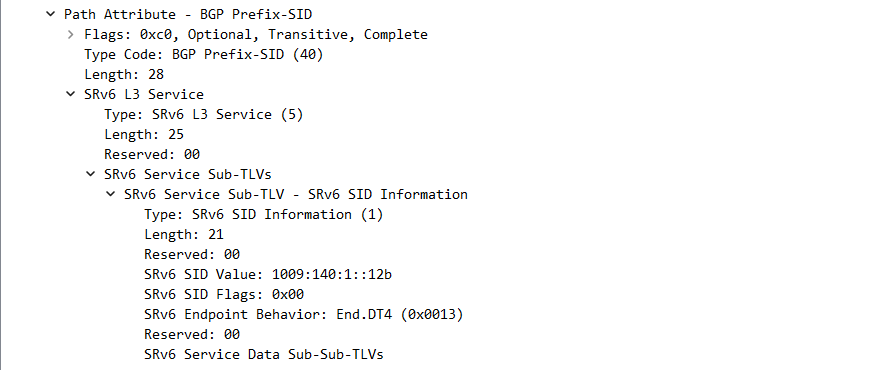 Path Attribute - BGP Prefix-SID
Flags: 0xc0, Optional, Transitive, Complete
Type Code: BGP Prefix-SID (40)
Length: 28
SRv6 L3 Service
Type: SRv6 L3 Service (5)
Length: 25
Reserved: 00
SRv6 Service Sub-TLVs
SRv6 Service Sub-TLV - SRv6 SID Information
Type: SRv6 SID Information (1)
Length: 21
Reserved: 00
SRv6 SID Value: 1009:140:1::12b
SRv6 SID Flags: 0x00
SRv6 Endpoint Behavior: End.DT4 (0x0013)
Reserved: 00
SRv6 Service Data Sub-Sub-TLVs